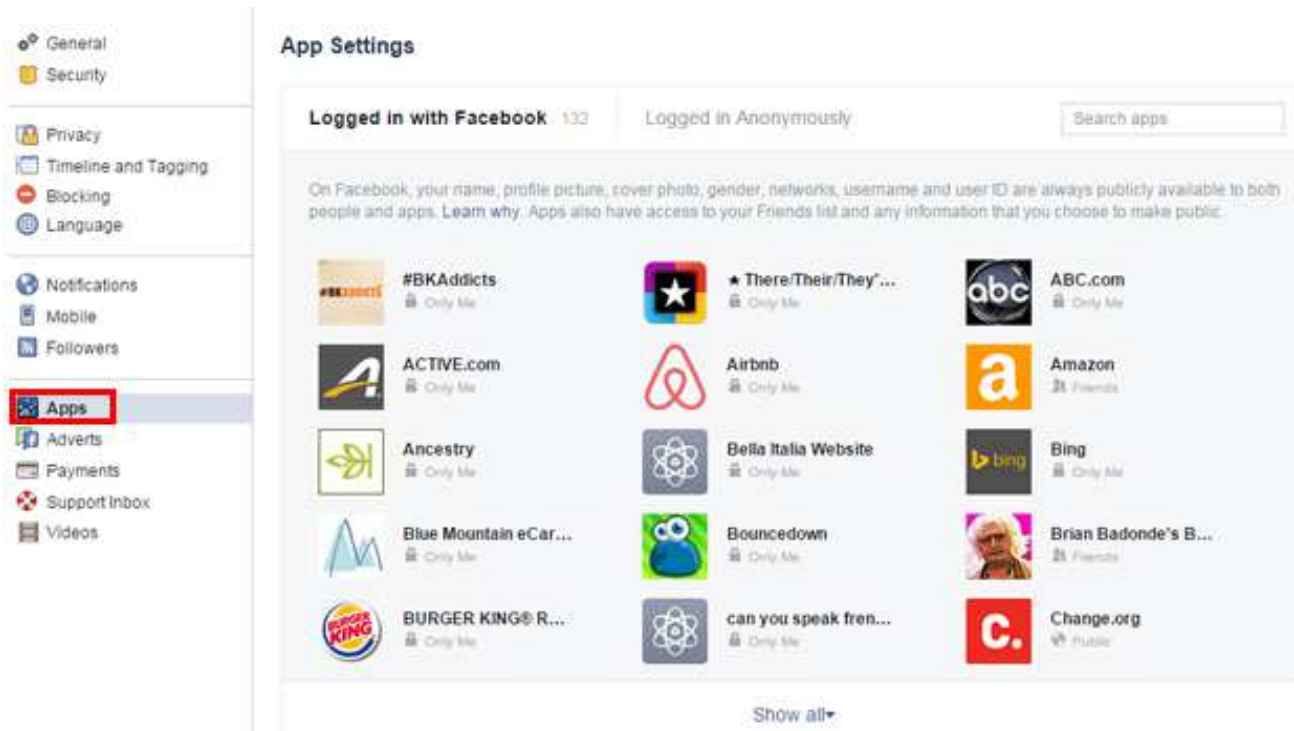 General
Security
Privacy
Timeline and Tagging
Blocking
Language
Notifications
Mobile
Followers
Apps
Adverts
Payments
Support Inbox
Videos
App Settings
Logged in with Facebook 132
Logged in Anonymously
Search apps
On Facebook, your name, profile picture, cover photo, gender, networks, username and user ID are always publicly available to both
people and apps. Learn why. Apps also have access to your Friends list and any information that you choose to make public.
#BKADDICTS
#BKAddicts
Only Me
★ There/Their/They'...
Only Me
abc
ABC.com
Only Me
ACTIVE.com
Only Me
Airbnb
Only Me
a
Amazon
Friends
Ancestry
Only Me
Bella Italia Website
Only Me
bing
Bing
Only Me
Blue Mountain eCar...
Only Me
Bouncedown
Only Me
Brian Badonde's B...
Friends
BURGER KING
BURGER KING® R...
Only Me
can you speak fren...
Only Me
c.
Change.org
Public
Show all